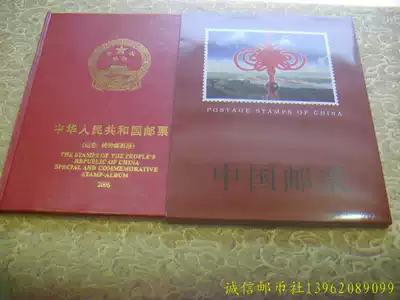 中华人民共和国邮票
(纪念、特种邮票册)
THE STAMPS OF THE PEOPLE'S
REPUBLIC OF CHINA
SPECIAL AND COMMEMORATIVE
STAMP-ALBUM
2006
POSTAGE STAMPS OF CHINA
中国邮票
诚信邮币社13962089099